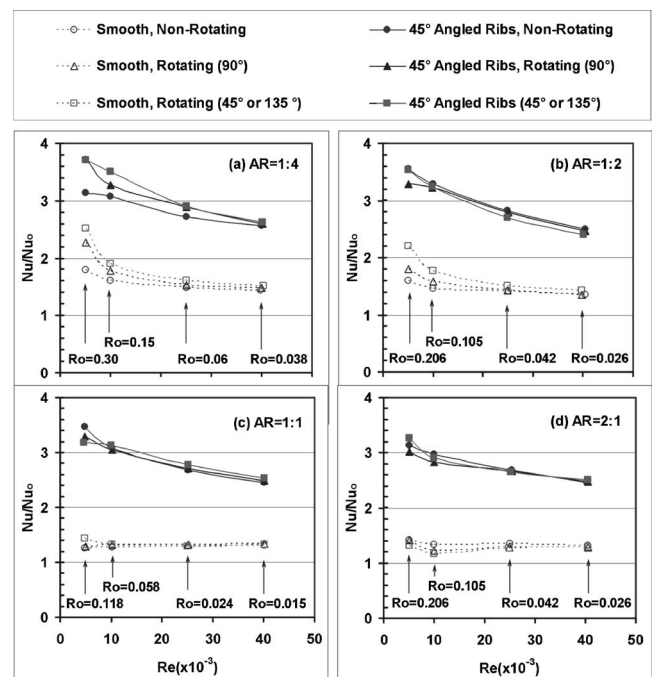 Smooth, Non-Rotating
45° Angled Ribs, Non-Rotating
Smooth, Rotating (90°)
45° Angled Ribs, Rotating (90°)
Smooth, Rotating (45° or 135 °)
45° Angled Ribs (45° or 135°)
4
(a) AR=1:4
3
Nu/Nuo
2
1
Ro=0.15
Ro=0.30
Ro=0.06
Ro=0.038
0
4
(b) AR=1:2
3
Nu/Nuo
2
1
Ro=0.105
Ro=0.206
Ro=0.042
Ro=0.026
0
4
(c) AR=1:1
3
Nu/Nuo
2
1
Ro=0.058
Ro=0.118
Ro=0.024
Ro=0.015
0
0 10 20 30 40 50
Re(x10⁻³)
4
(d) AR=2:1
3
Nu/Nuo
2
1
Ro=0.105
Ro=0.206
Ro=0.042
Ro=0.026
0
0 10 20 30 40 50
Re(x10⁻³)